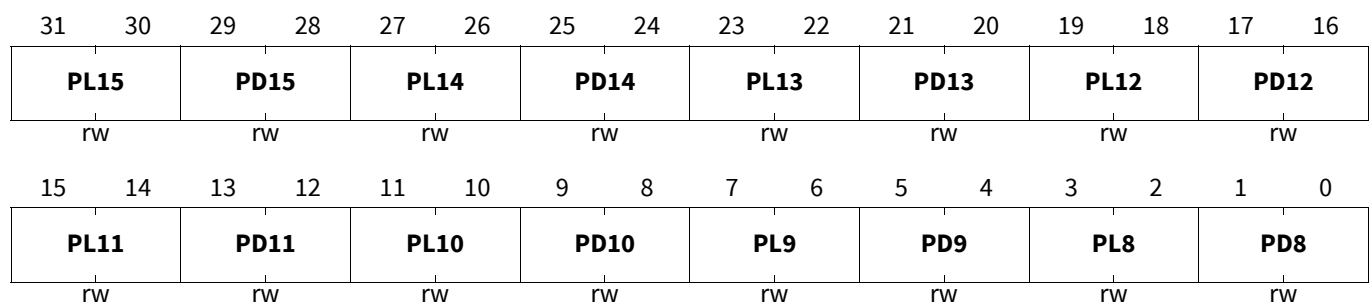 31 30 29 28 27 26 25 24 23 22 21 20 19 18 17 16
PL15 PD15 PL14 PD14 PL13 PD13 PL12 PD12
rw rw rw rw rw rw rw rw
15 14 13 12 11 10 9 8 7 6 5 4 3 2 1 0
PL11 PD11 PL10 PD10 PL9 PD9 PL8 PD8
rw rw rw rw rw rw rw rw